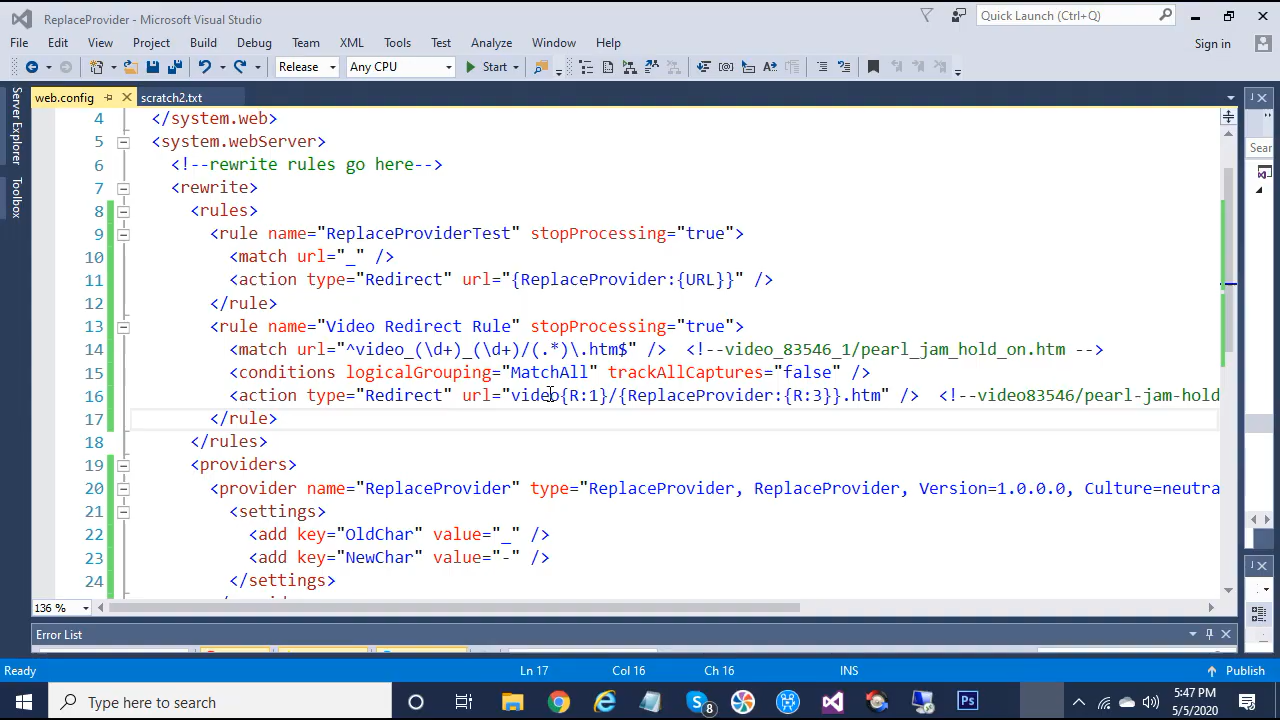 ReplaceProvider - Microsoft Visual Studio
Quick Launch (Ctrl+Q)
File Edit View Project Build Debug Team XML Tools Test Analyze Window Help
Sign in
Release Any CPU Start
Server Explorer
Toolbox
web.config scratch2.txt
Sear
4 </system.web>
5 <system.webServer>
6 <!--rewrite rules go here-->
7 <rewrite>
8 <rules>
9 <rule name="ReplaceProviderTest" stopProcessing="true">
10 <match url="_" />
11 <action type="Redirect" url="{ReplaceProvider:{URL}}" />
12 </rule>
13 <rule name="Video Redirect Rule" stopProcessing="true">
14 <match url="^video_(\d+)_(\d+)/(.*)\.htm$" /> <!--video_83546_1/pearl_jam_hold_on.htm -->
15 <conditions logicalGrouping="MatchAll" trackAllCaptures="false" />
16 <action type="Redirect" url="video{R:1}/{ReplaceProvider:{R:3}}.htm" /> <!--video83546/pearl-jam-hold
17 </rule>
18 </rules>
19 <providers>
20 <provider name="ReplaceProvider" type="ReplaceProvider, ReplaceProvider, Version=1.0.0.0, Culture=neutra
21 <settings>
22 <add key="OldChar" value="_" />
23 <add key="NewChar" value="-" />
24 </settings>
136 %
Error List
Ready Ln 17 Col 16 Ch 16 INS Publish
Type here to search
8
Ps
5:47 PM
5/5/2020